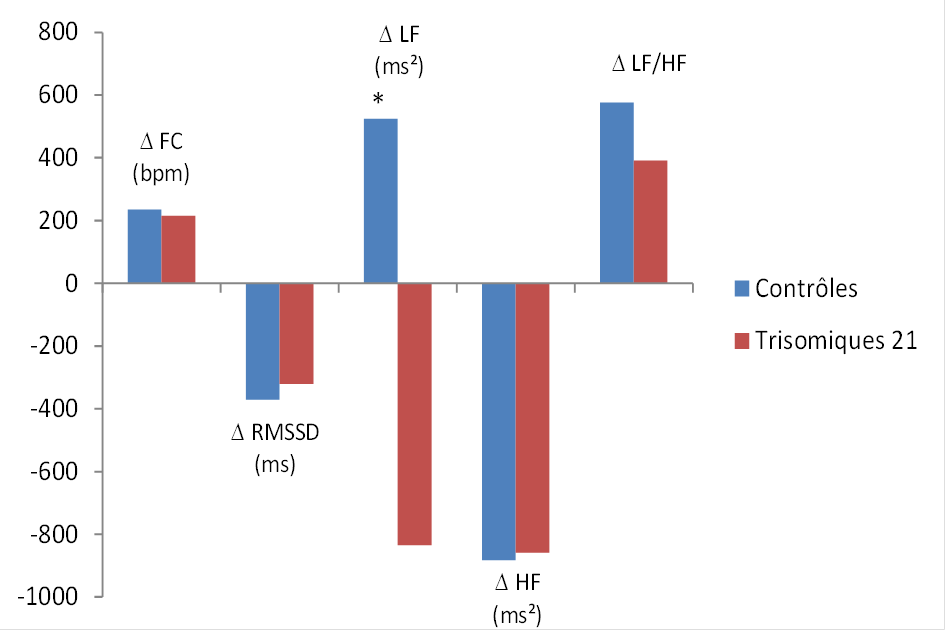 800
600
400
200
0
-200
-400
-600
-800
-1000
Δ FC
(bpm)
Δ RMSSD
(ms)
Δ LF
(ms²)
*
Δ HF
(ms²)
Δ LF/HF
Contrôles
Trisomiques 21